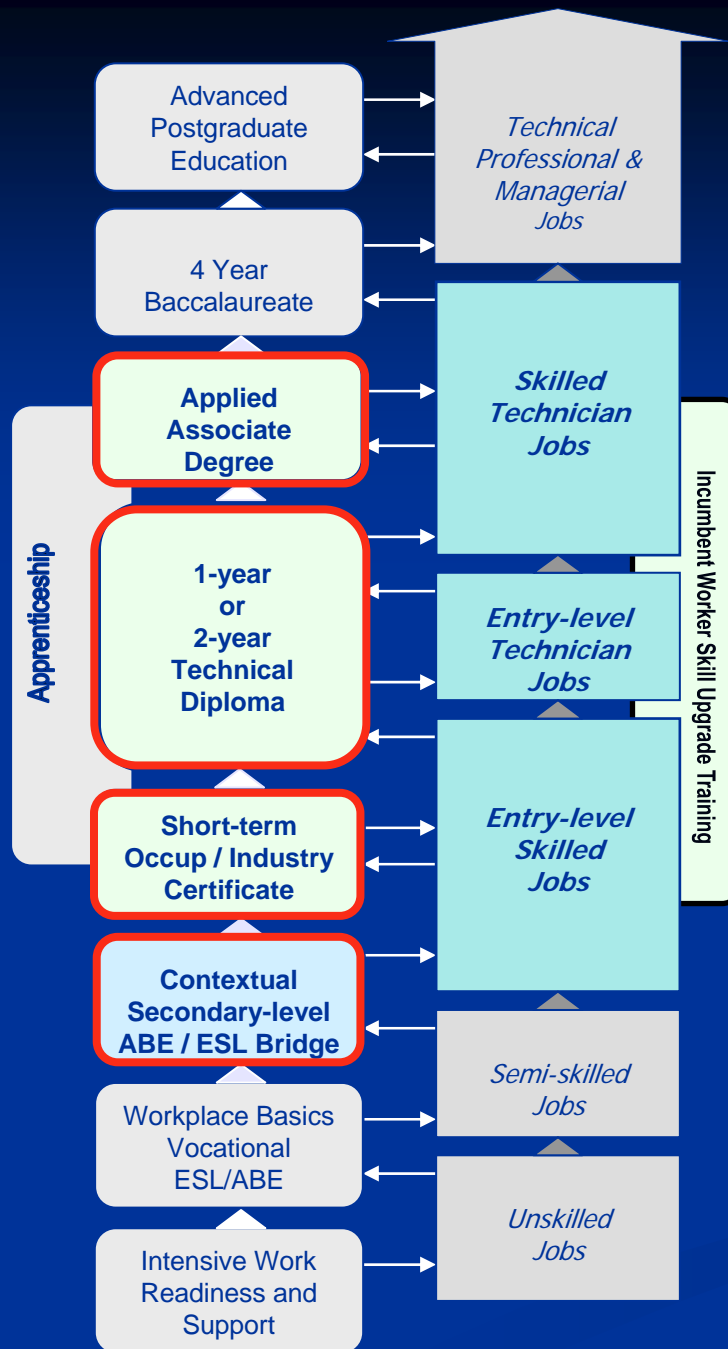 Advanced
Postgraduate
Education
Technical
Professional &
Managerial
Jobs
4 Year
Baccalaureate
Applied
Associate
Degree
Skilled
Technician
Jobs
Apprenticeship
1-year
or
2-year
Technical
Diploma
Entry-level
Technician
Jobs
Incumbent Worker Skill Upgrade Training
Short-term
Occup / Industry
Certificate
Entry-level
Skilled
Jobs
Contextual
Secondary-level
ABE / ESL Bridge
Semi-skilled
Jobs
Workplace Basics
Vocational
ESL/ABE
Unskilled
Jobs
Intensive Work
Readiness and
Support